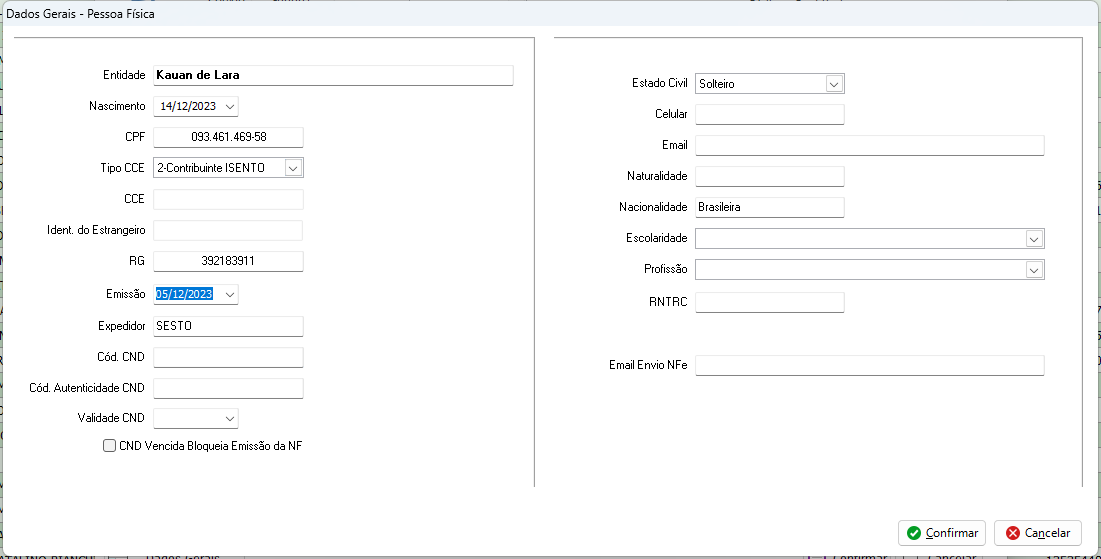 Dados Gerais - Pessoa Física
Entidade Kauan de Lara
Nascimento 14/12/2023
CPF 093.461.469-58
Tipo CCE 2-Contribuinte ISENTO
CCE
Ident. do Estrangeiro
RG 392183911
Emissão 05/12/2023
Expedidor SESTO
Cód. CND
Cód. Autenticidade CND
Validade CND
CND Vencida Bloqueia Emissão da NF
Estado Civil Solteiro
Celular
Email
Naturalidade
Nacionalidade Brasileira
Escolaridade
Profissão
RNTRC
Email Envio NFe
Confirmar
Cancelar